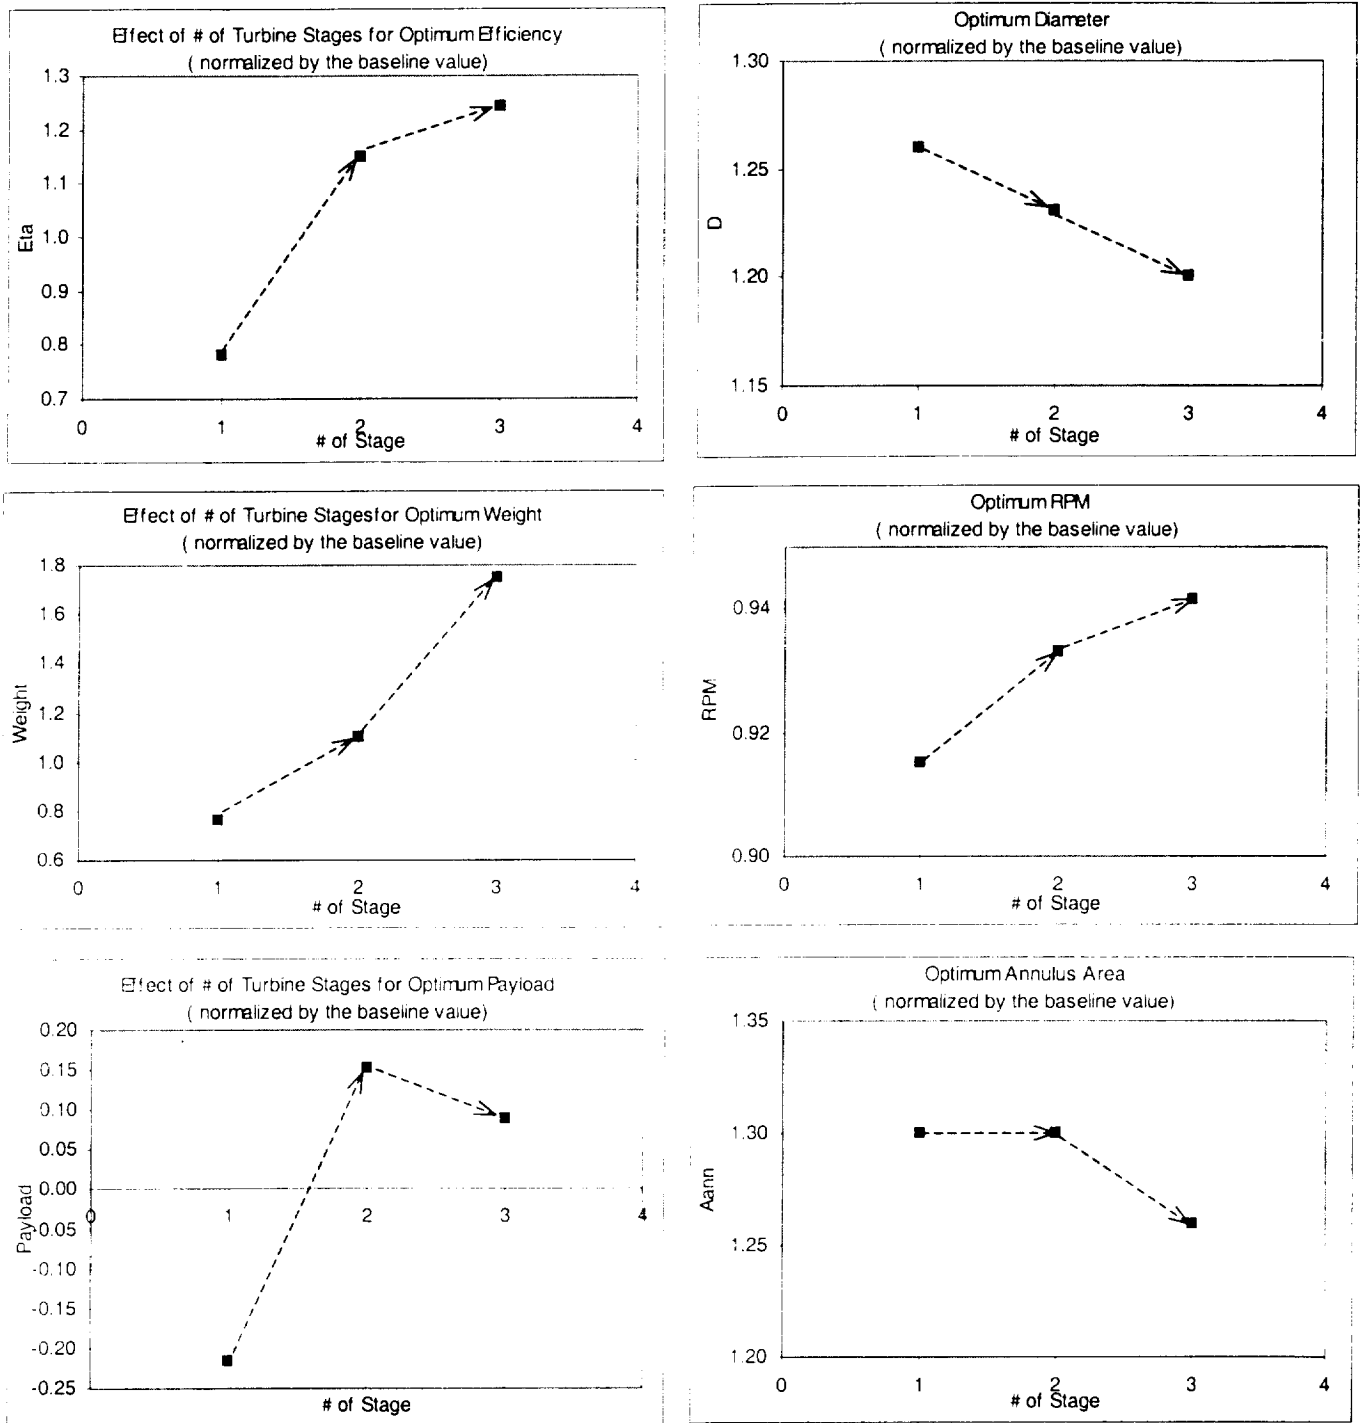 Effect of # of Turbine Stages for Optimum Efficiency
( normalized by the baseline value)
1.3
1.2
1.1
1.0
0.9
0.8
0.7
Eta
0 1 2 3 4
# of Stage
Optimum Diameter
( normalized by the baseline value)
1.30
1.25
1.20
1.15
D
0 1 2 3 4
# of Stage
Effect of # of Turbine Stagesfor Optimum Weight
( normalized by the baseline value)
1.8
1.6
1.4
1.2
1.0
0.8
0.6
Weight
0 1 2 3 4
# of Stage
Optimum RPM
( normalized by the baseline value)
0.94
0.92
0.90
RPM
0 1 2 3 4
# of Stage
Effect of # of Turbine Stages for Optimum Payload
( normalized by the baseline value)
0.20
0.15
0.10
0.05
0.00
-0.05
-0.10
-0.15
-0.20
-0.25
Payload
0 1 2 3 4
# of Stage
Optimum Annulus Area
( normalized by the baseline value)
1.35
1.30
1.25
1.20
Aann
0 1 2 3 4
# of Stage